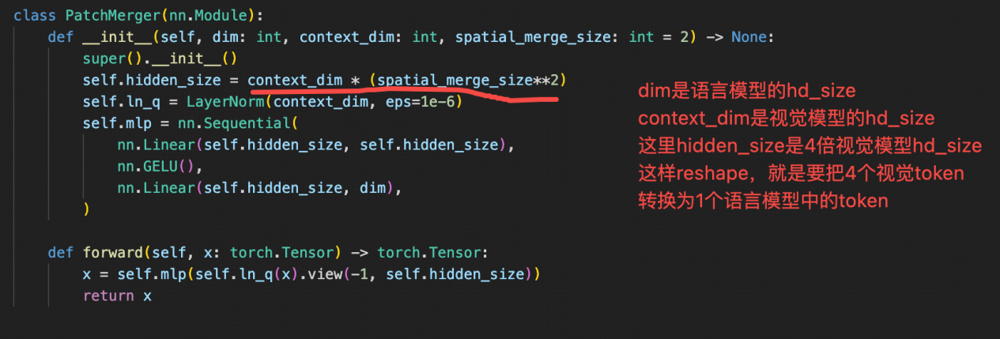 class PatchMerger(nn.Module):
def __init__(self, dim: int, context_dim: int, spatial_merge_size: int = 2) -> None:
super().__init__()
self.hidden_size = context_dim * (spatial_merge_size**2)
self.ln_q = LayerNorm(context_dim, eps=1e-6)
self.mlp = nn.Sequential(
nn.Linear(self.hidden_size, self.hidden_size),
nn.GELU(),
nn.Linear(self.hidden_size, dim),
)
def forward(self, x: torch.Tensor) -> torch.Tensor:
x = self.mlp(self.ln_q(x).view(-1, self.hidden_size))
return x
dim是语言模型的hd_size
context_dim是视觉模型的hd_size
这里hidden_size是4倍视觉模型hd_size
这样reshape，就是要把4个视觉token
转换为1个语言模型中的token